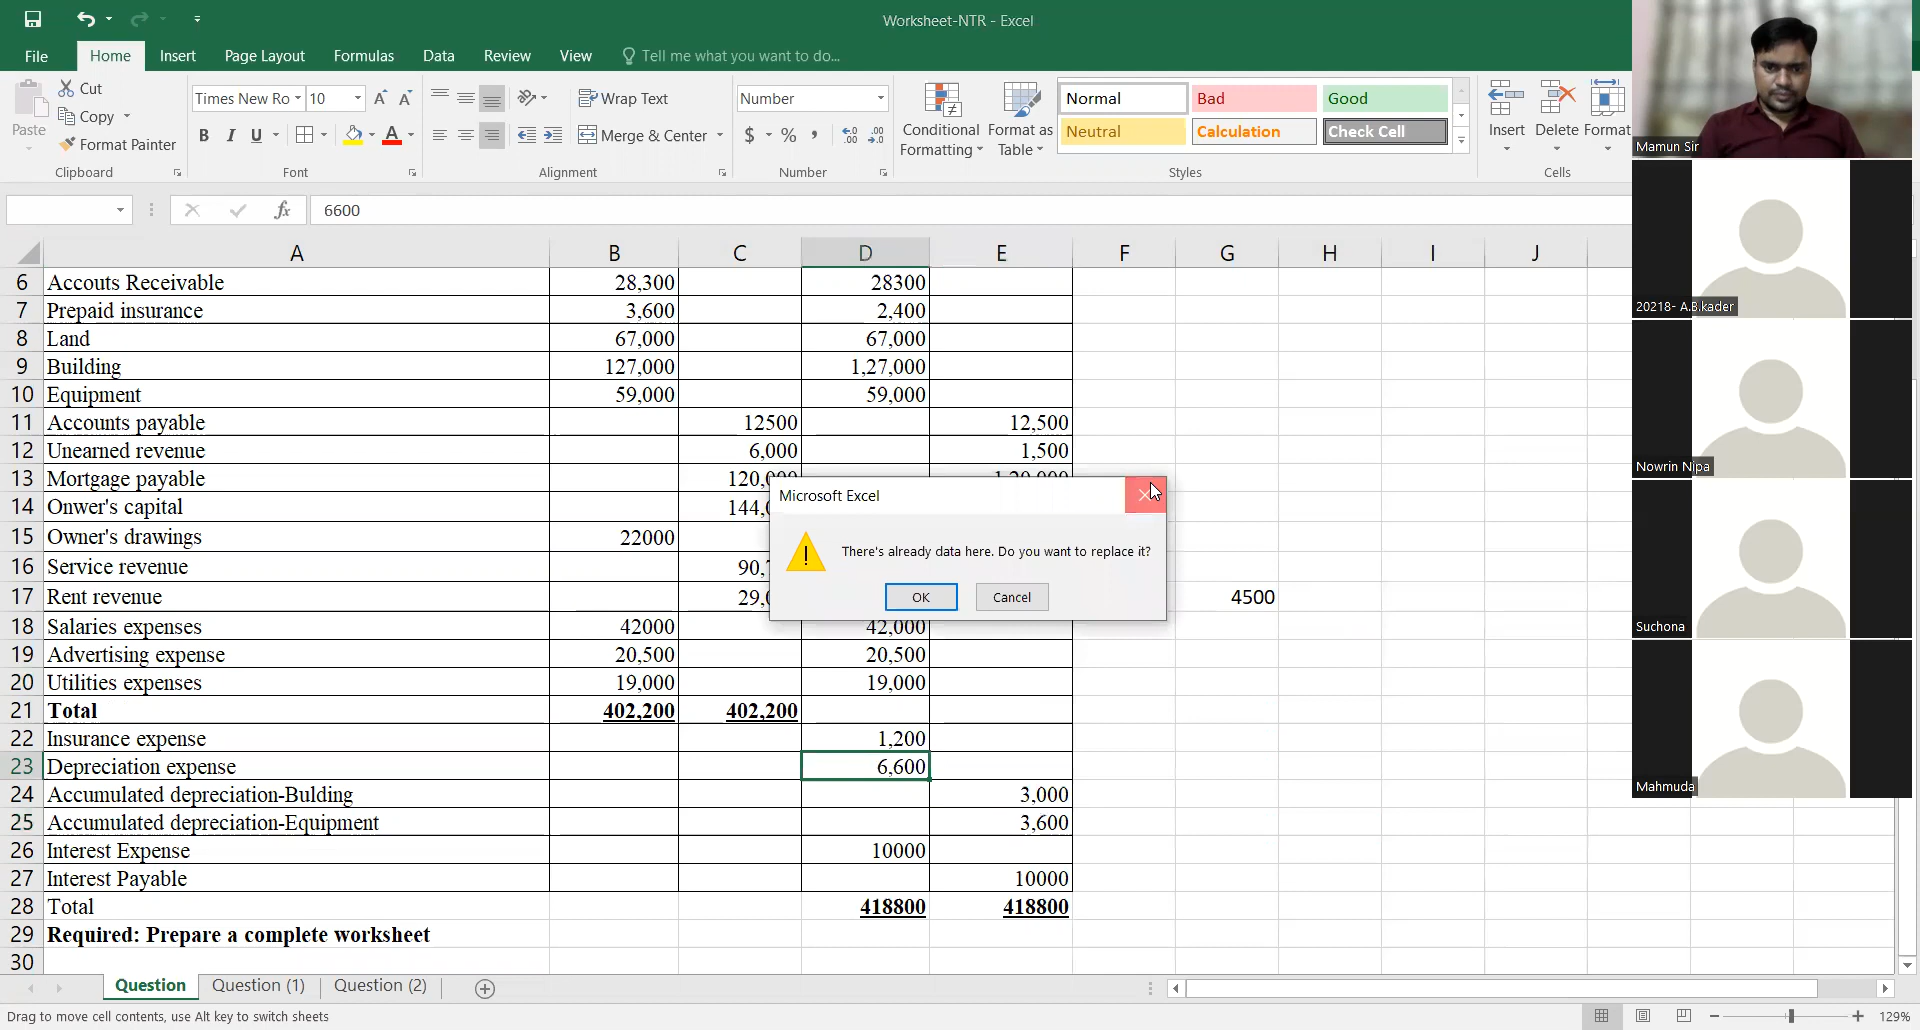 Worksheet-NTR - Excel
File Home Insert Page Layout Formulas Data Review View Tell me what you want to do...
Paste
Cut
Copy
Format Painter
Clipboard
Times New Ro 10
B I U
Font
Wrap Text
Merge & Center
Alignment
Number
$ % ,
Number
Conditional Formatting
Format as Table
Normal Bad Good
Neutral Calculation Check Cell
Styles
Insert Delete Format
Cells
fx 6600
A B C D E F G H I J
6 Accouts Receivable 28,300 28300
7 Prepaid insurance 3,600 2,400
8 Land 67,000 67,000
9 Building 127,000 1,27,000
10 Equipment 59,000 59,000
11 Accounts payable 12500 12,500
12 Unearned revenue 6,000 1,500
13 Mortgage payable
14 Onwer's capital
15 Owner's drawings 22000
16 Service revenue
17 Rent revenue 4500
18 Salaries expenses 42000 42,000
19 Advertising expense 20,500 20,500
20 Utilities expenses 19,000 19,000
21 Total 402,200 402,200
22 Insurance expense 1,200
23 Depreciation expense 6,600
24 Accumulated depreciation-Bulding 3,000
25 Accumulated depreciation-Equipment 3,600
26 Interest Expense 10000
27 Interest Payable 10000
28 Total 418800 418800
29 Required: Prepare a complete worksheet
30
Microsoft Excel
There's already data here. Do you want to replace it?
OK Cancel
Question Question (1) Question (2)
Drag to move cell contents, use Alt key to switch sheets
129%
Mamun Sir
20218- A.B.kader
Nowrin Nipa
Suchona
Mahmuda